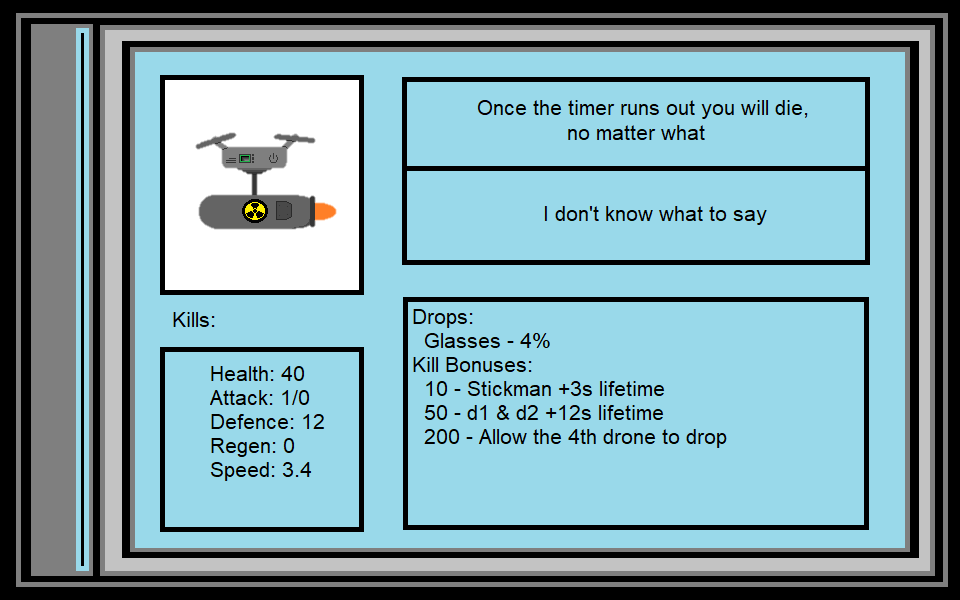 Once the timer runs out you will die,
no matter what
I don't know what to say
Kills:
Health: 40
Attack: 1/0
Defence: 12
Regen: 0
Speed: 3.4
Drops:
Glasses - 4%
Kill Bonuses:
10 - Stickman +3s lifetime
50 - d1 & d2 +12s lifetime
200 - Allow the 4th drone to drop